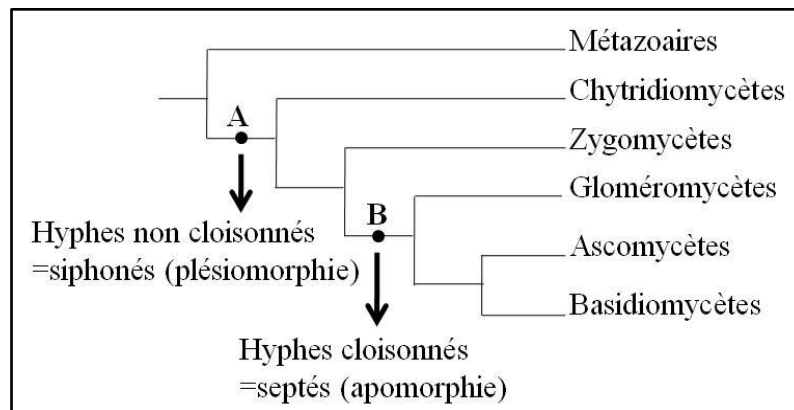 Métazoaires
Chytridiomycètes
A
Zygomycètes
Gloméromycètes
B
Hyphes non cloisonnés
=siphonés (plésiomorphie)
Ascomycètes
Basidiomycètes
Hyphes cloisonnés
=septés (apomorphie)